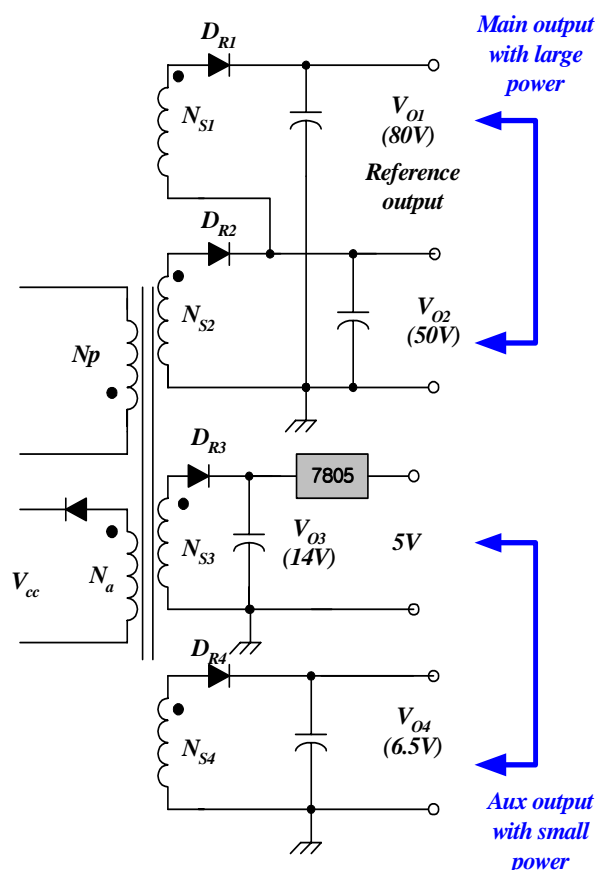 D_R1
Main output
with large
power
N_S1
V_O1
(80V)
Reference
output
D_R2
N_S2
V_O2
(50V)
Np
D_R3
7805
N_S3
V_O3
(14V)
5V
V_cc
N_a
D_R4
N_S4
V_O4
(6.5V)
Aux output
with small
power